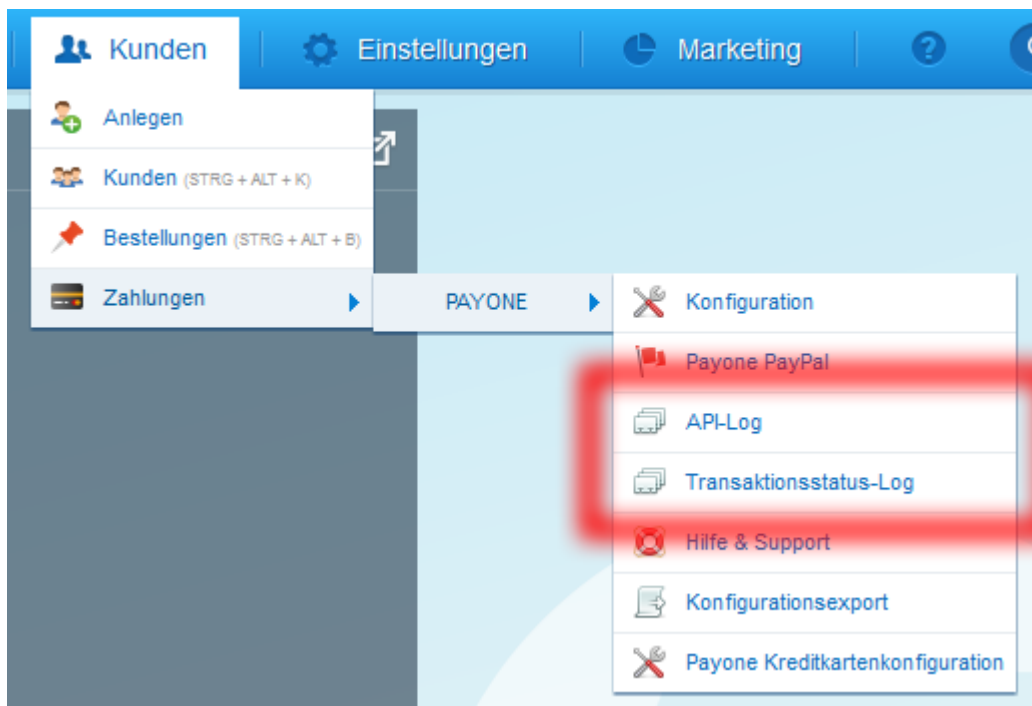 Kunden Einstellungen Marketing ?
Anlegen
Kunden (STRG + ALT + K)
Bestellungen (STRG + ALT + B)
Zahlungen PAYONE Konfiguration
Payone PayPal
API-Log
Transaktionsstatus-Log
Hilfe & Support
Konfigurationsexport
Payone Kreditkartenkonfiguration